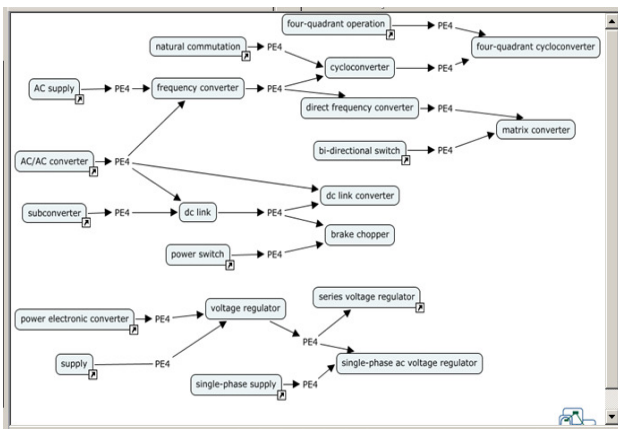 four-quadrant operation
PE4
natural commutation
PE4
four-quadrant cycloconverter
cycloconverter
PE4
AC supply
PE4
frequency converter
PE4
direct frequency converter
PE4
matrix converter
bi-directional switch
PE4
AC/AC converter
PE4
dc link converter
subconverter
PE4
dc link
PE4
brake chopper
power switch
PE4
series voltage regulator
voltage regulator
power electronic converter
PE4
PE4
supply
PE4
single-phase ac voltage regulator
single-phase supply
PE4